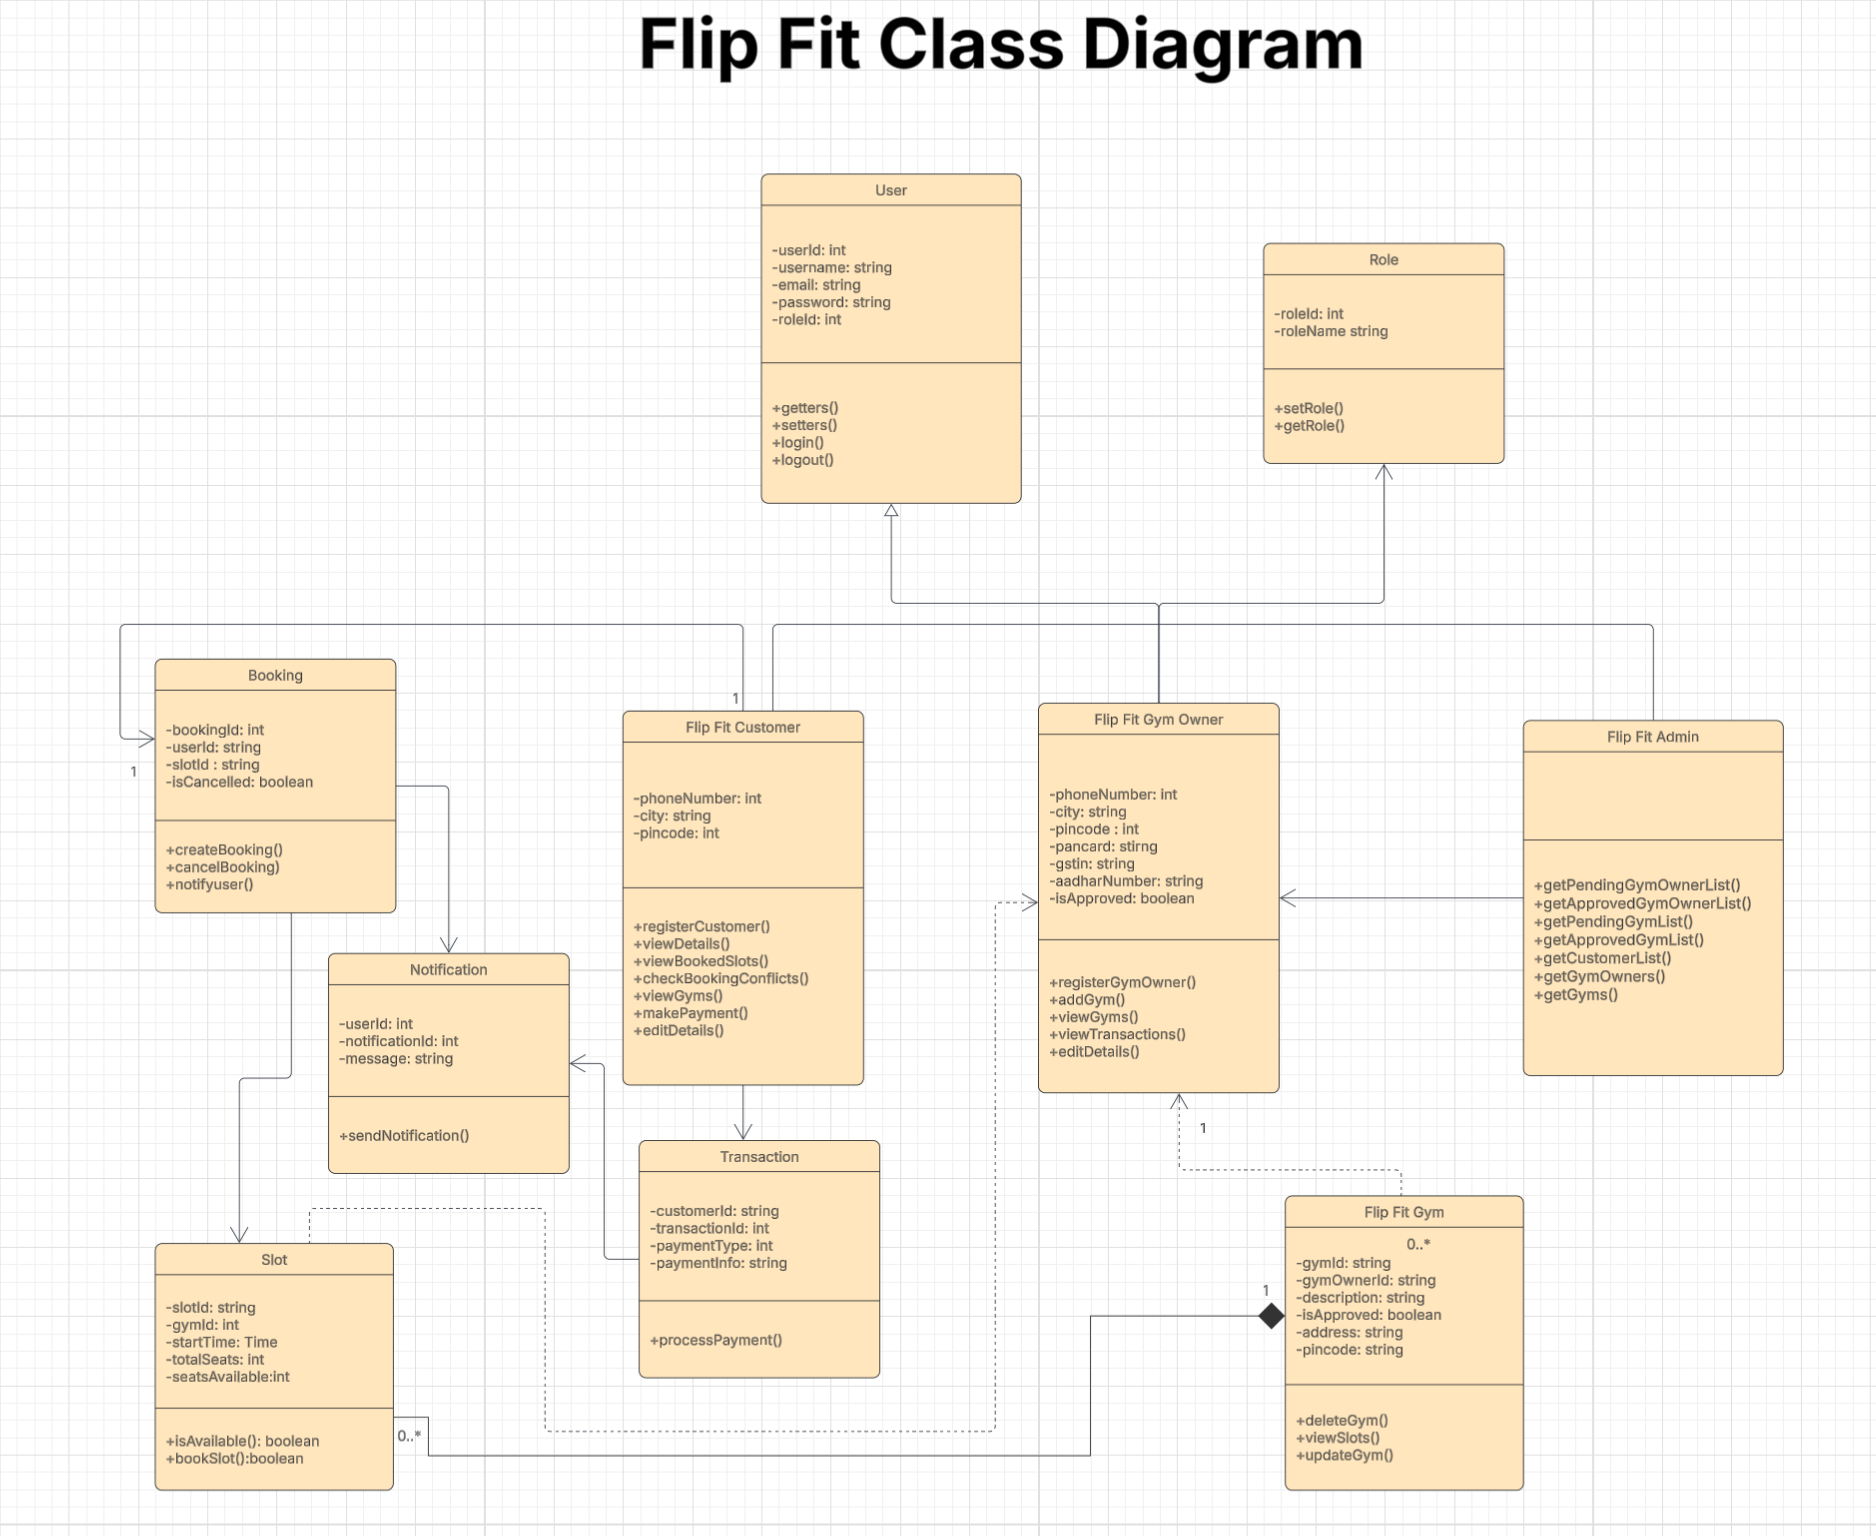 Flip Fit Class Diagram
User
-userId: int
-username: string
-email: string
-password: string
-roleId: int
+getters()
+setters()
+login()
+logout()
Role
-roleId: int
-roleName string
+setRole()
+getRole()
Booking
-bookingId: int
-userId: string
-slotId : string
-isCancelled: boolean
+createBooking()
+cancelBooking)
+notifyuser()
1
1
Flip Fit Customer
-phoneNumber: int
-city: string
-pincode: int
+registerCustomer()
+viewDetails()
+viewBookedSlots()
+checkBookingConflicts()
+viewGyms()
+makePayment()
+editDetails()
Flip Fit Gym Owner
-phoneNumber: int
-city: string
-pincode : int
-pancard: stirng
-gstin: string
-aadharNumber: string
-isApproved: boolean
+registerGymOwner()
+addGym()
+viewGyms()
+viewTransactions()
+editDetails()
1
Flip Fit Admin
+getPendingGymOwnerList()
+getApprovedGymOwnerList()
+getPendingGymList()
+getApprovedGymList()
+getCustomerList()
+getGymOwners()
+getGyms()
Notification
-userId: int
-notificationId: int
-message: string
+sendNotification()
Transaction
-customerId: string
-transactionId: int
-paymentType: int
-paymentInfo: string
+processPayment()
Slot
-slotId: string
-gymId: int
-startTime: Time
-totalSeats: int
-seatsAvailable:int
+isAvailable(): boolean
+bookSlot():boolean
0..*
1
Flip Fit Gym
0..*
-gymId: string
-gymOwnerId: string
-description: string
-isApproved: boolean
-address: string
-pincode: string
+deleteGym()
+viewSlots()
+updateGym()